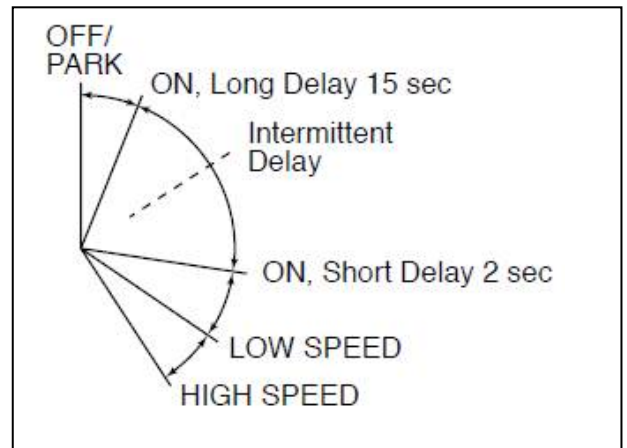 OFF/
PARK
ON, Long Delay 15 sec
Intermittent
Delay
ON, Short Delay 2 sec
LOW SPEED
HIGH SPEED